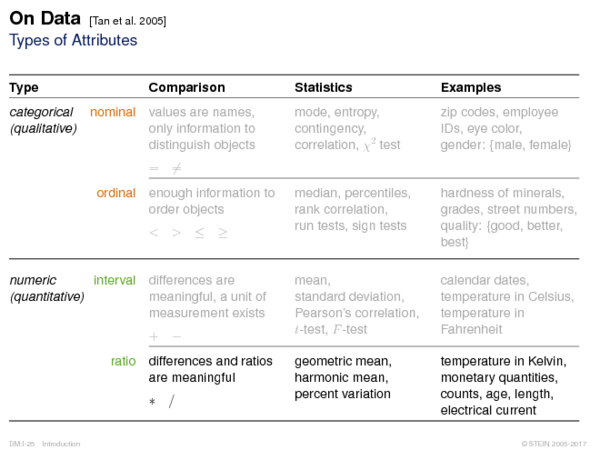 On Data [Tan et al. 2005]
Types of Attributes
Type Comparison Statistics Examples
categorical nominal values are names, mode, entropy, zip codes, employee
(qualitative) only information to contingency, IDs, eye color,
distinguish objects correlation, χ² test gender: {male, female}
= ≠
ordinal enough information to median, percentiles, hardness of minerals,
order objects rank correlation, grades, street numbers,
< > ≤ ≥ run tests, sign tests quality: {good, better,
best}
numeric interval differences are mean, calendar dates,
(quantitative) meaningful, a unit of standard deviation, temperature in Celsius,
measurement exists Pearson's correlation, temperature in
+ − t-test, F-test Fahrenheit
ratio differences and ratios geometric mean, temperature in Kelvin,
are meaningful harmonic mean, monetary quantities,
* / percent variation counts, age, length,
electrical current
DM:I-26 Introduction © STEIN 2005-2017